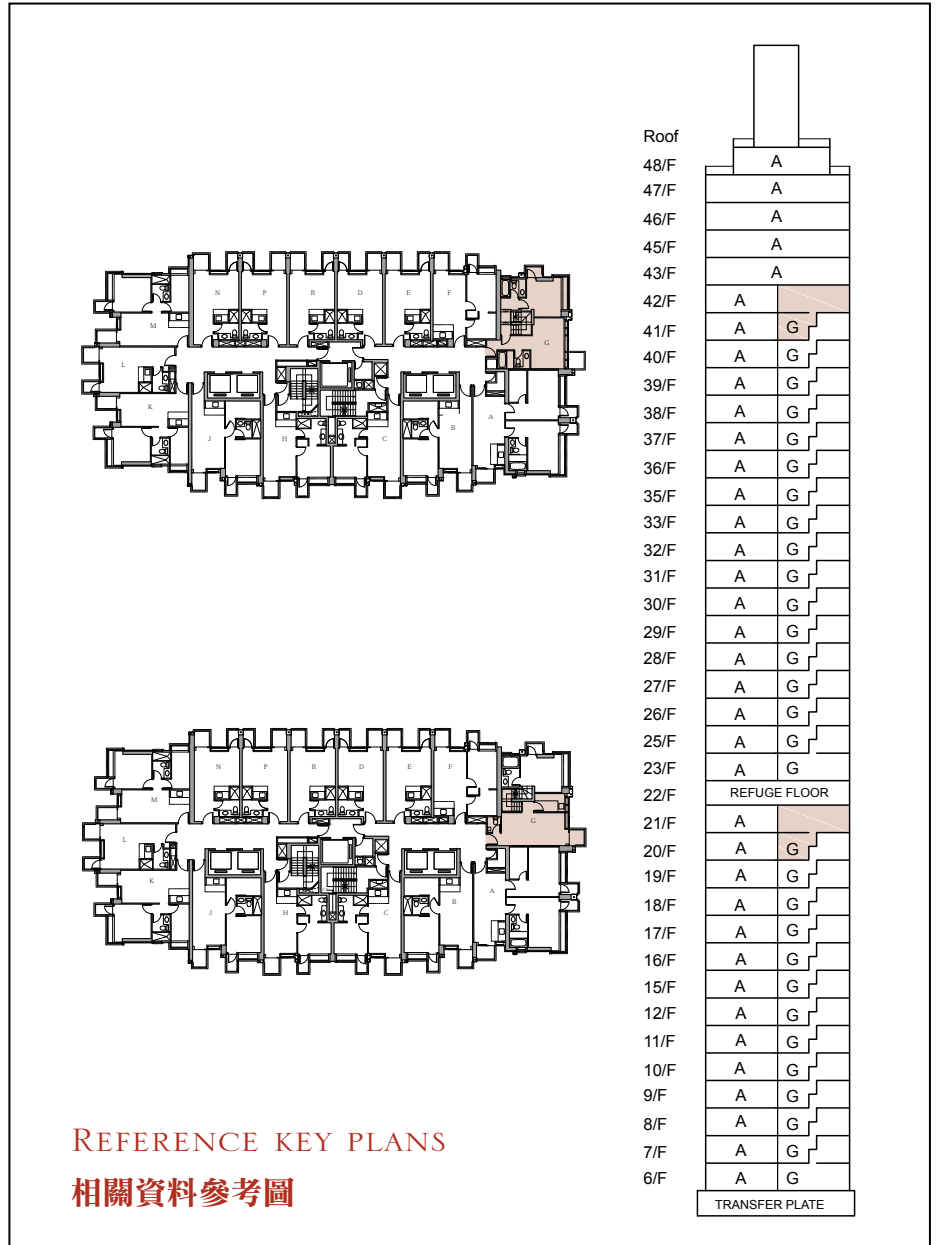 Roof
48/F A
47/F A
46/F A
45/F A
43/F A
42/F A
41/F A G
40/F A G
39/F A G
38/F A G
37/F A G
36/F A G
35/F A G
33/F A G
32/F A G
31/F A G
30/F A G
29/F A G
28/F A G
27/F A G
26/F A G
25/F A G
23/F A G
22/F REFUGE FLOOR
21/F A
20/F A G
19/F A G
18/F A G
17/F A G
16/F A G
15/F A G
12/F A G
11/F A G
10/F A G
9/F A G
8/F A G
7/F A G
6/F A G
TRANSFER PLATE
N P R D E F
M
G
L
K
A
J H C B
N P R D E F
M
G
L
K
A
J H C B
REFERENCE KEY PLANS
相關資料參考圖